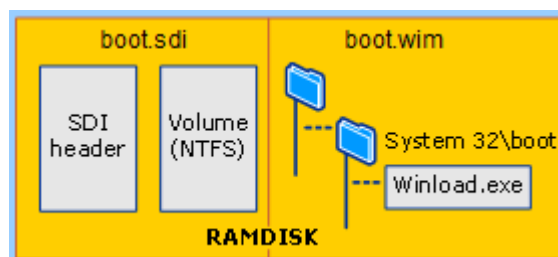 boot.sdi
boot.wim
SDI
header
Volume
(NTFS)
System 32\boot
Winload.exe
RAMDISK